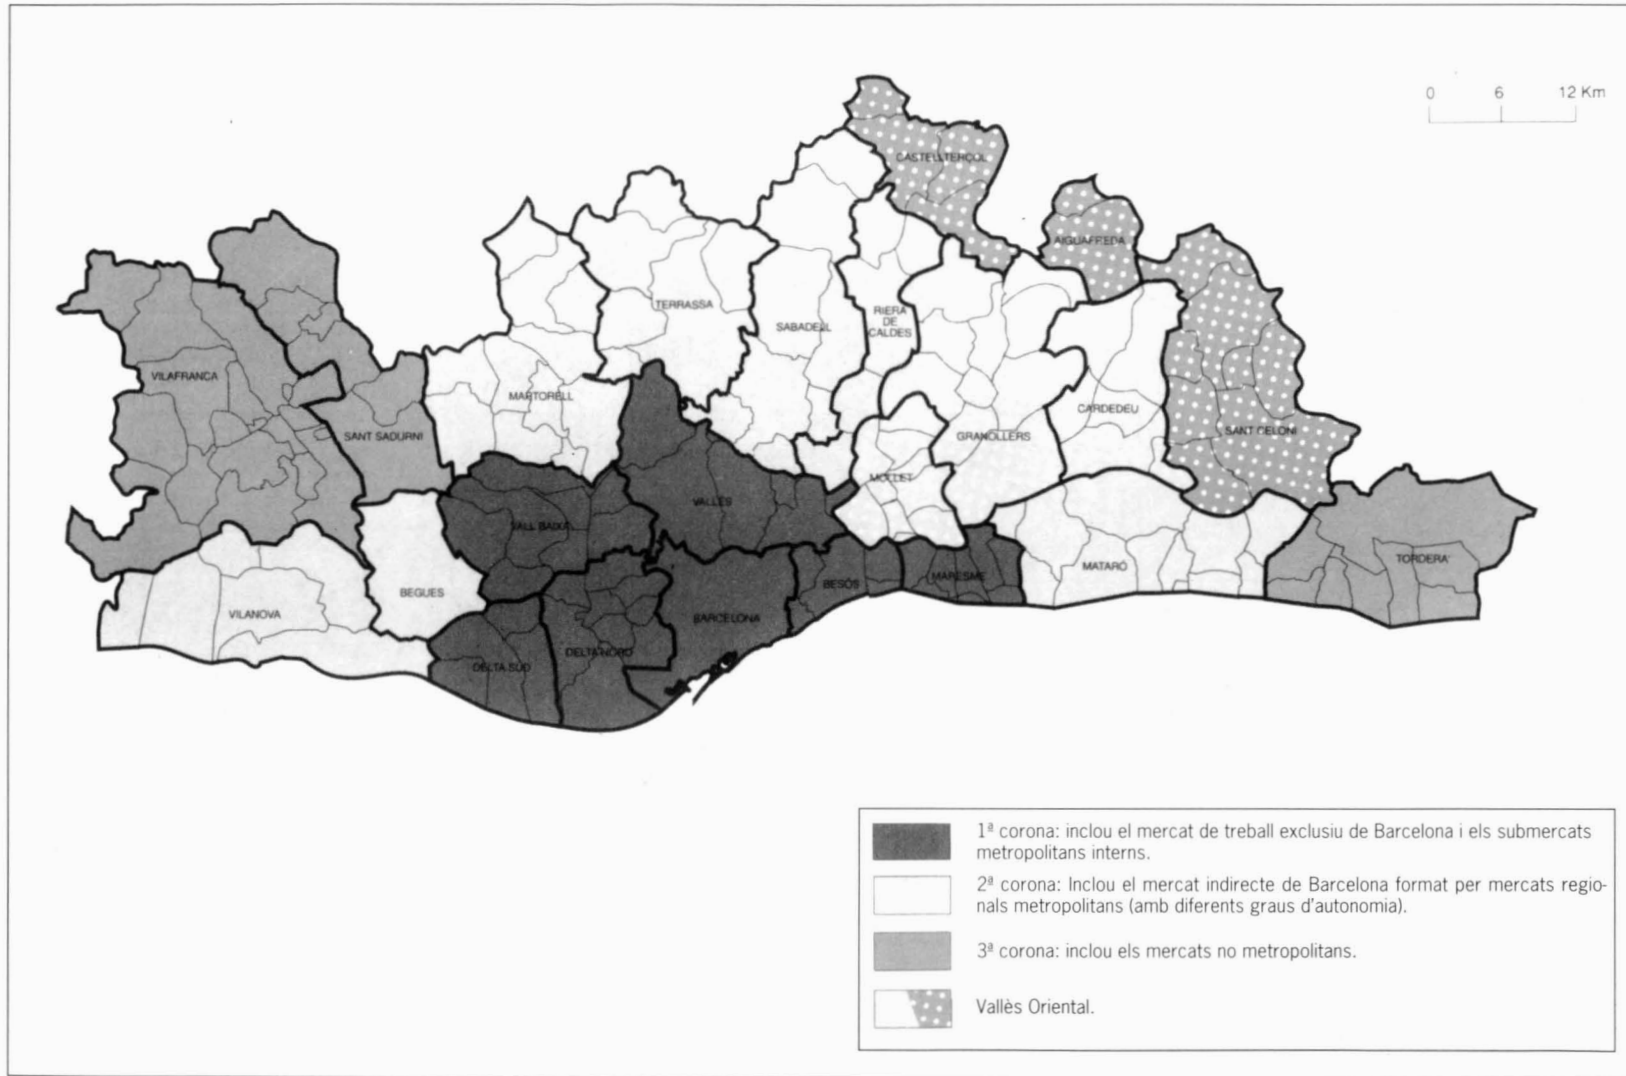 0 6 12 Km
CASTELLTERÇOL
AIGUAFREDA
TERRASSA
SABADELL
RIERA
DE
CALDES
VILAFRANCA
MARTORELL
CARDEDEU
SANT SADURNI
GRANOLLERS
SANT CELONI
MOLLET
VALLÈS
VALL BAIXA
TORDERA
MATARÓ
MARESME
BESÒS
BEGUES
VILANOVA
BARCELONA
DELTA-NORD
DELTA-SUD
1ª corona: inclou el mercat de treball exclusiu de Barcelona i els submercats
metropolitans interns.
2ª corona: Inclou el mercat indirecte de Barcelona format per mercats regio-
nals metropolitans (amb diferents graus d'autonomia).
3ª corona: inclou els mercats no metropolitans.
Vallès Oriental.